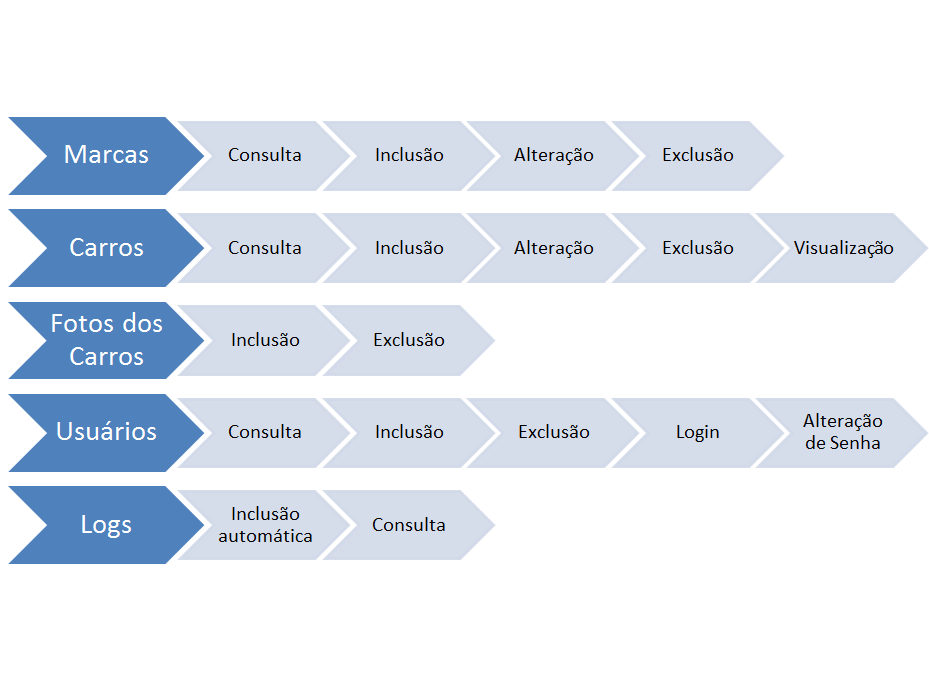 Marcas
Consulta
Inclusão
Alteração
Exclusão
Carros
Consulta
Inclusão
Alteração
Exclusão
Visualização
Fotos dos
Carros
Inclusão
Exclusão
Usuários
Consulta
Inclusão
Exclusão
Login
Alteração
de Senha
Logs
Inclusão
automática
Consulta